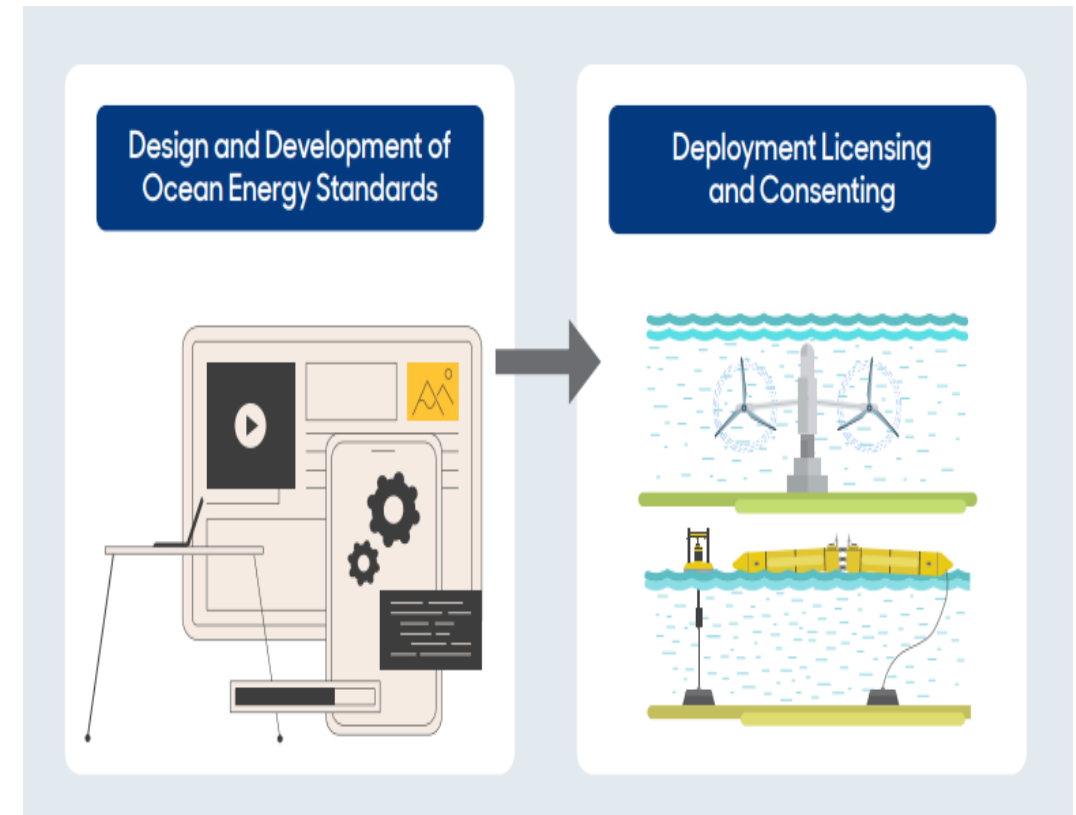 Design and Development of
Ocean Energy Standards
Deployment Licensing
and Consenting